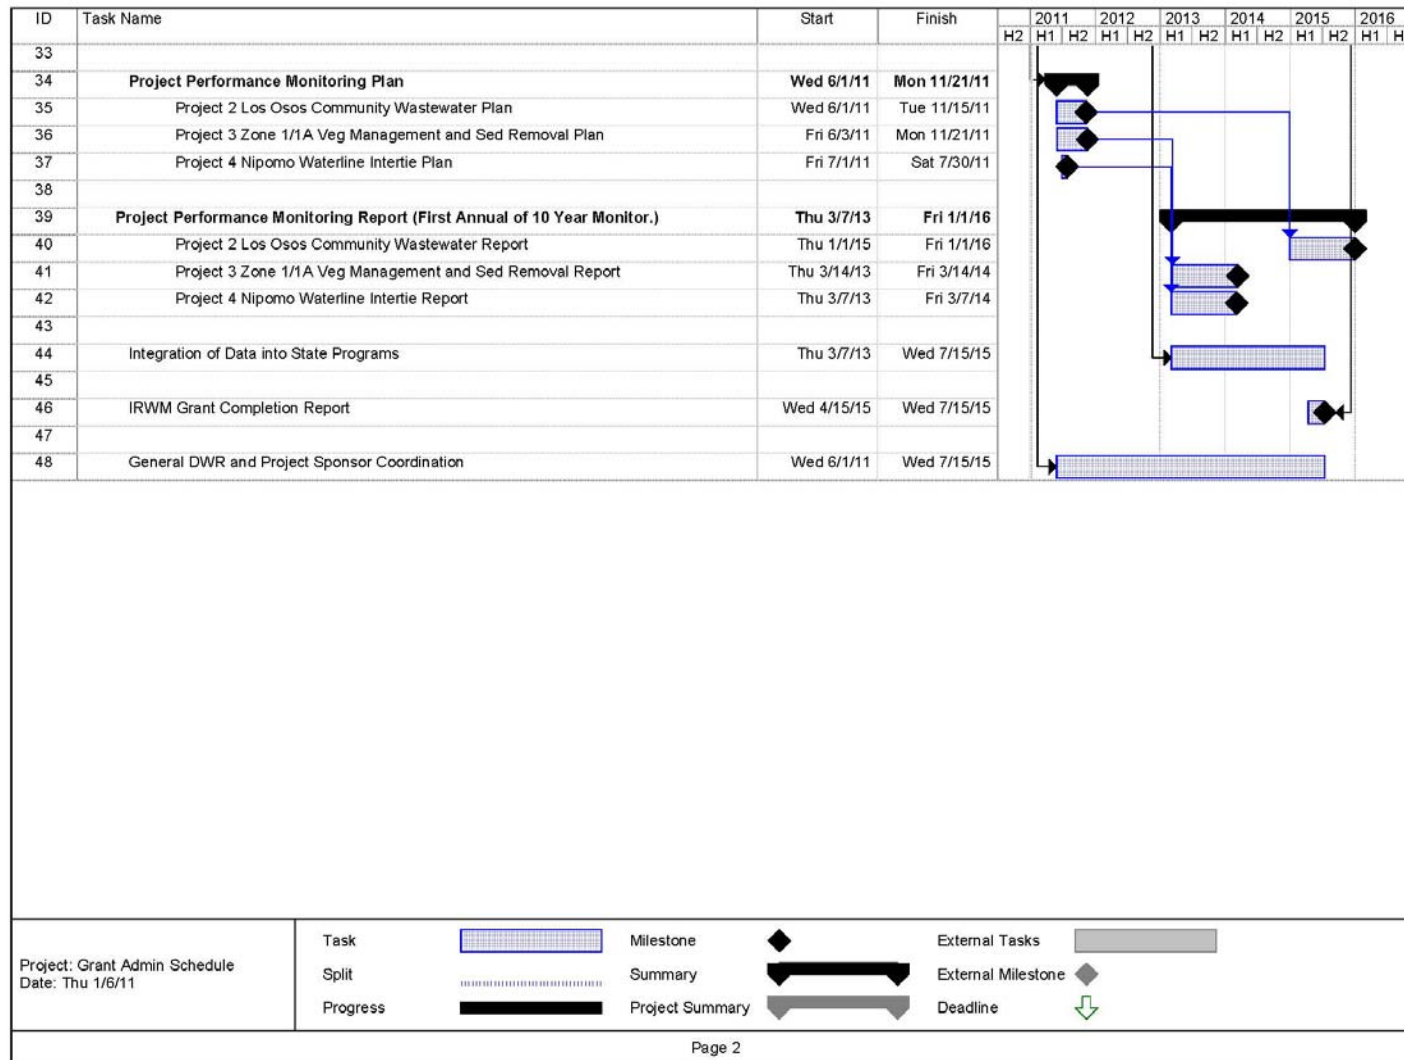 ID Task Name Start Finish 2011 2012 2013 2014 2015 2016
H2 H1 H2 H1 H2 H1 H2 H1 H2 H1 H2 H1 H
33
34 Project Performance Monitoring Plan Wed 6/1/11 Mon 11/21/11
35 Project 2 Los Osos Community Wastewater Plan Wed 6/1/11 Tue 11/15/11
36 Project 3 Zone 1/1A Veg Management and Sed Removal Plan Fri 6/3/11 Mon 11/21/11
37 Project 4 Nipomo Waterline Intertie Plan Fri 7/1/11 Sat 7/30/11
38
39 Project Performance Monitoring Report (First Annual of 10 Year Monitor.) Thu 3/7/13 Fri 1/1/16
40 Project 2 Los Osos Community Wastewater Report Thu 1/1/15 Fri 1/1/16
41 Project 3 Zone 1/1A Veg Management and Sed Removal Report Thu 3/14/13 Fri 3/14/14
42 Project 4 Nipomo Waterline Intertie Report Thu 3/7/13 Fri 3/7/14
43
44 Integration of Data into State Programs Thu 3/7/13 Wed 7/15/15
45
46 IRWM Grant Completion Report Wed 4/15/15 Wed 7/15/15
47
48 General DWR and Project Sponsor Coordination Wed 6/1/11 Wed 7/15/15
Project: Grant Admin Schedule
Date: Thu 1/6/11
Task Milestone External Tasks
Split Summary External Milestone
Progress Project Summary Deadline
Page 2